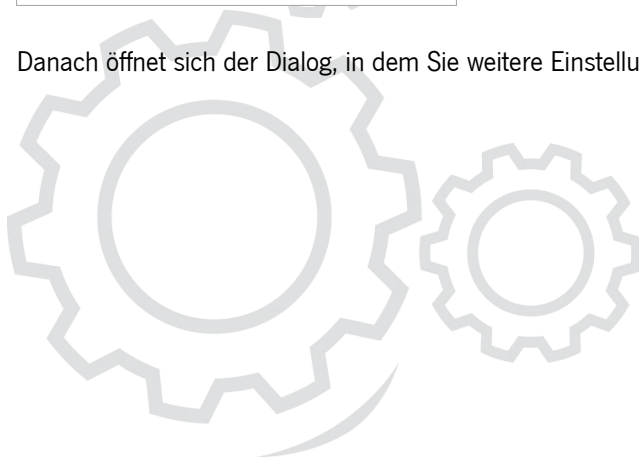 Danach öffnet sich der Dialog, in dem Sie weitere Einstellu